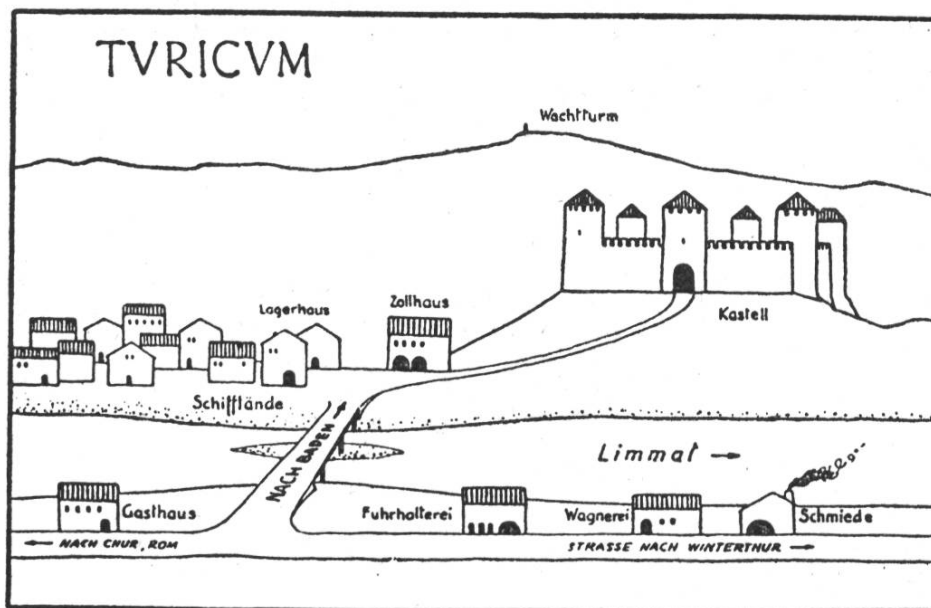 TVRICVM
Wachtturm
Lagerhaus
Zollhaus
Kastell
Schifflände
NACH BADEN
Limmat →
Gasthaus
Fuhrhalterei
Wagnerei
Schmiede
← NACH CHUR, ROM
STRASSE NACH WINTERTHUR →